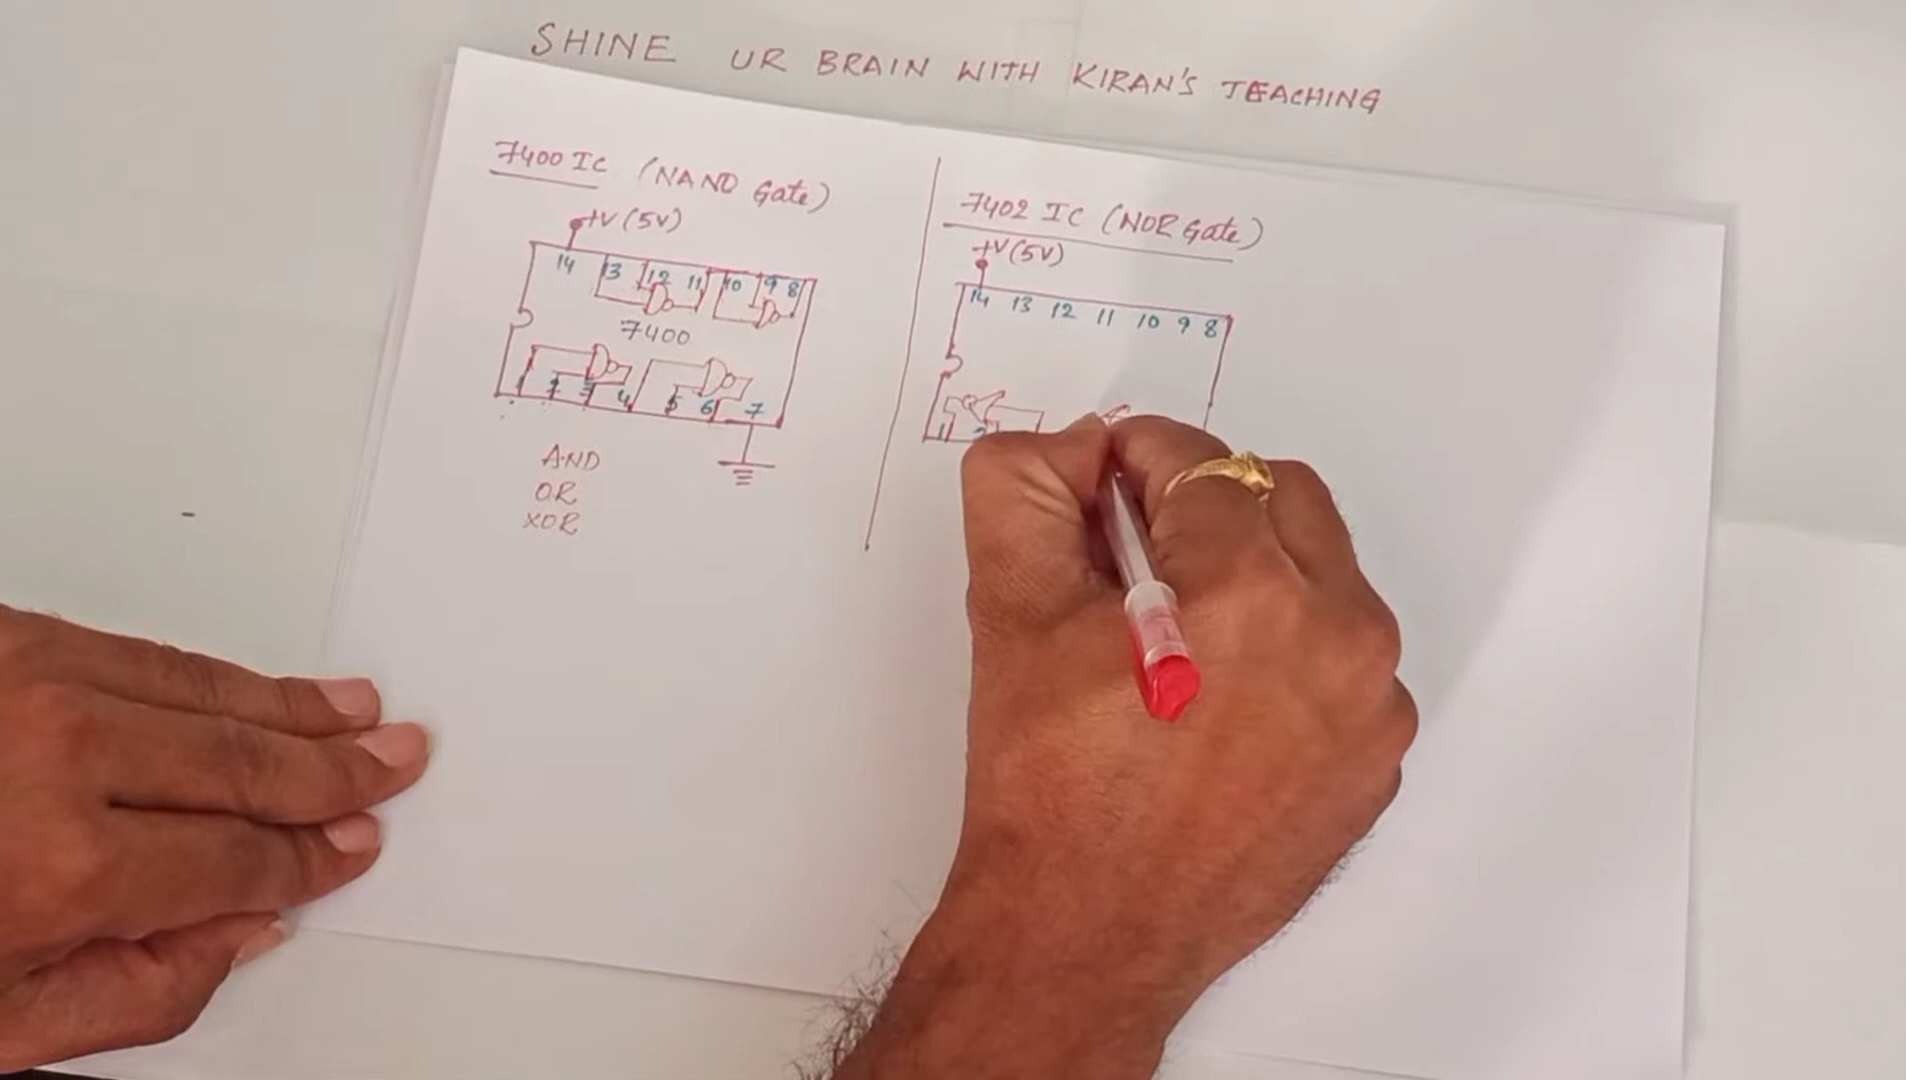 SHINE UR BRAIN WITH KIRAN'S TEACHING
7400 IC (NAND Gate)
+V (5V)
14 13 12 11 10 9 8
7400
1 2 3 4 5 6 7
AND
OR
XOR
7402 IC (NOR Gate)
+V (5V)
14 13 12 11 10 9 8
1 2